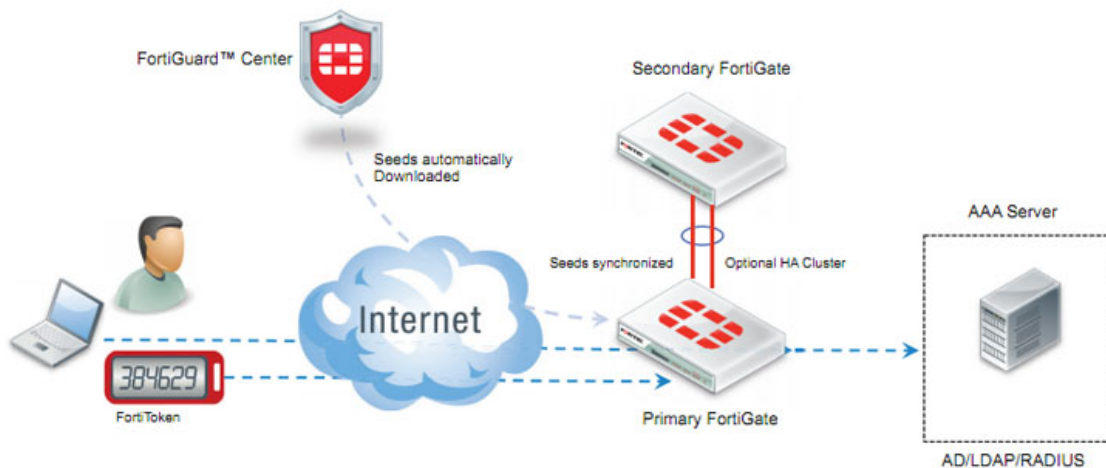 FortiGuard™ Center
Secondary FortiGate
Seeds automatically
Downloaded
AAA Server
Seeds synchronized
Optional HA Cluster
Internet
384629
FortiToken
Primary FortiGate
AD/LDAP/RADIUS